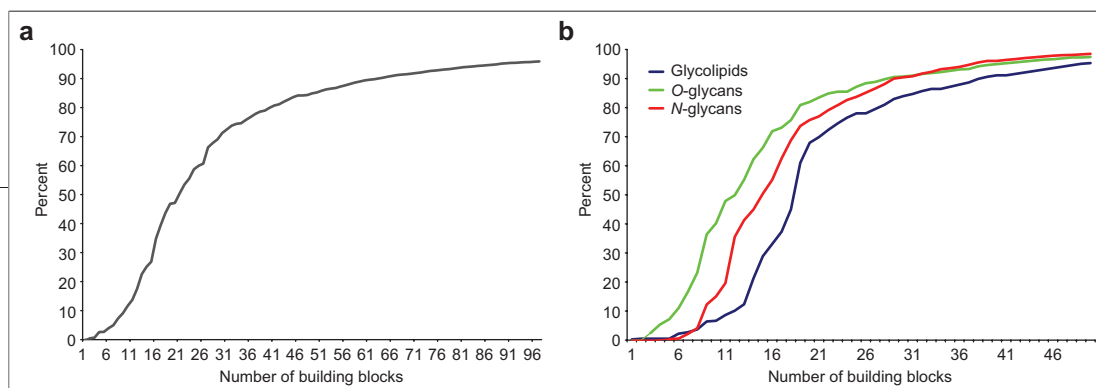 a
100
90
80
70
60
50
40
30
20
10
0
Percent
1 6 11 16 21 26 31 36 41 46 51 56 61 66 71 76 81 86 91 96
Number of building blocks
b
100
90
80
70
60
50
40
30
20
10
0
Percent
Glycolipids
O-glycans
N-glycans
1 6 11 16 21 26 31 36 41 46
Number of building blocks